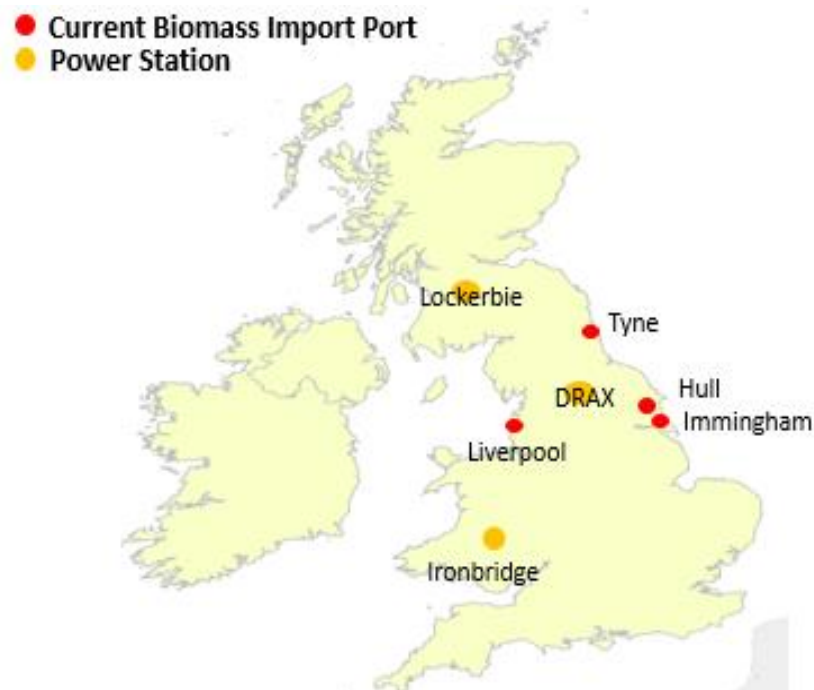 Current Biomass Import Port
Power Station
Lockerbie
Tyne
DRAX
Hull
Immingham
Liverpool
Ironbridge